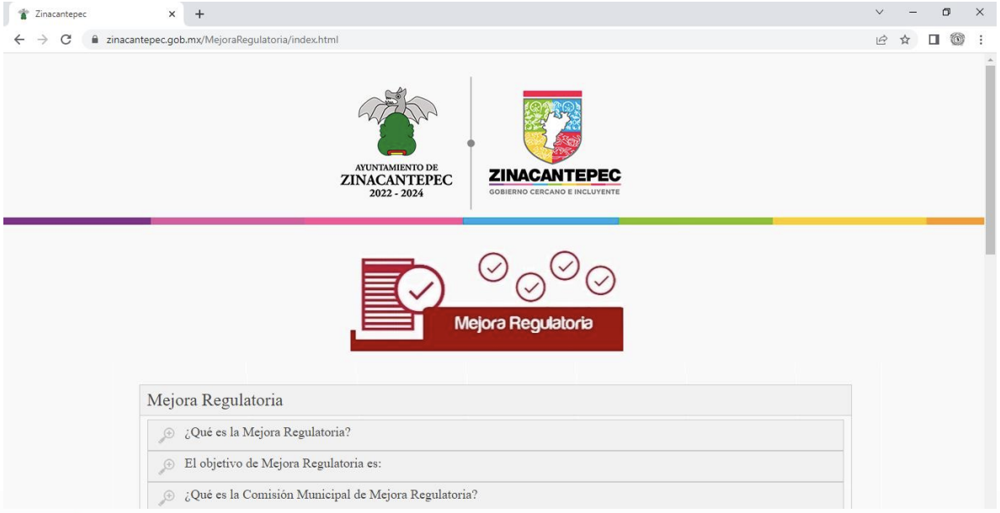 Zinacantepec
zinacantepec.gob.mx/MejoraRegulatoria/index.html
AYUNTAMIENTO DE
ZINACANTEPEC
2022 - 2024
ZINACANTEPEC
GOBIERNO CERCANO E INCLUYENTE
Mejora Regulatoria
Mejora Regulatoria
¿Qué es la Mejora Regulatoria?
El objetivo de Mejora Regulatoria es:
¿Qué es la Comisión Municipal de Mejora Regulatoria?